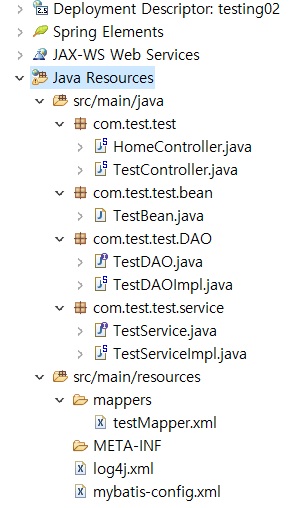 Deployment Descriptor: testing02
Spring Elements
JAX-WS Web Services
Java Resources
src/main/java
com.test.test
HomeController.java
TestController.java
com.test.test.bean
TestBean.java
com.test.test.DAO
TestDAO.java
TestDAOImpl.java
com.test.test.service
TestService.java
TestServiceImpl.java
src/main/resources
mappers
testMapper.xml
META-INF
log4j.xml
mybatis-config.xml